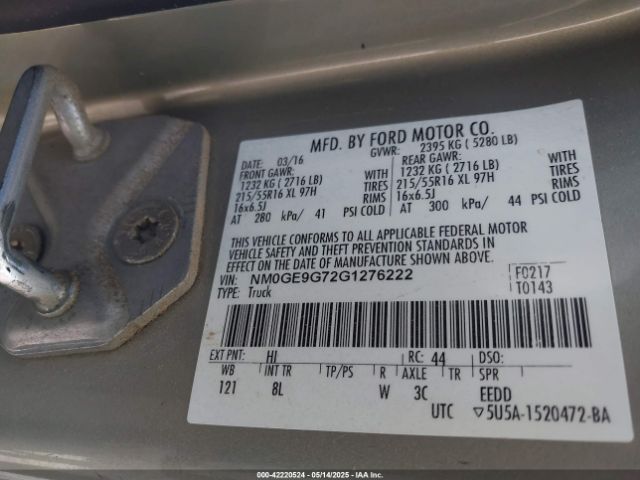 MFD. BY FORD MOTOR CO.
DATE: 03/16 GVWR: 2395 KG ( 5280 LB)
FRONT GAWR: REAR GAWR:
1232 KG ( 2716 LB) WITH 1232 KG ( 2716 LB) WITH
215/55R16 XL 97H TIRES 215/55R16 XL 97H TIRES
16x6.5J RIMS 16x6.5J RIMS
AT 280 kPa/ 41 PSI COLD AT 300 kPa/ 44 PSI COLD
THIS VEHICLE CONFORMS TO ALL APPLICABLE FEDERAL MOTOR
VEHICLE SAFETY AND THEFT PREVENTION STANDARDS IN
EFFECT ON THE DATE OF MANUFACTURE SHOWN ABOVE.
VIN: NM0GE9G72G1276222 F0217
TYPE: Truck T0143
EXT PNT: HI RC: 44 DSO:
WB INT TR TP/PS R AXLE TR SPR
121 8L W 3C EEDD
UTC ▽5U5A-1520472-BA
000-42220524 - 05/14/2025 - IAA Inc.